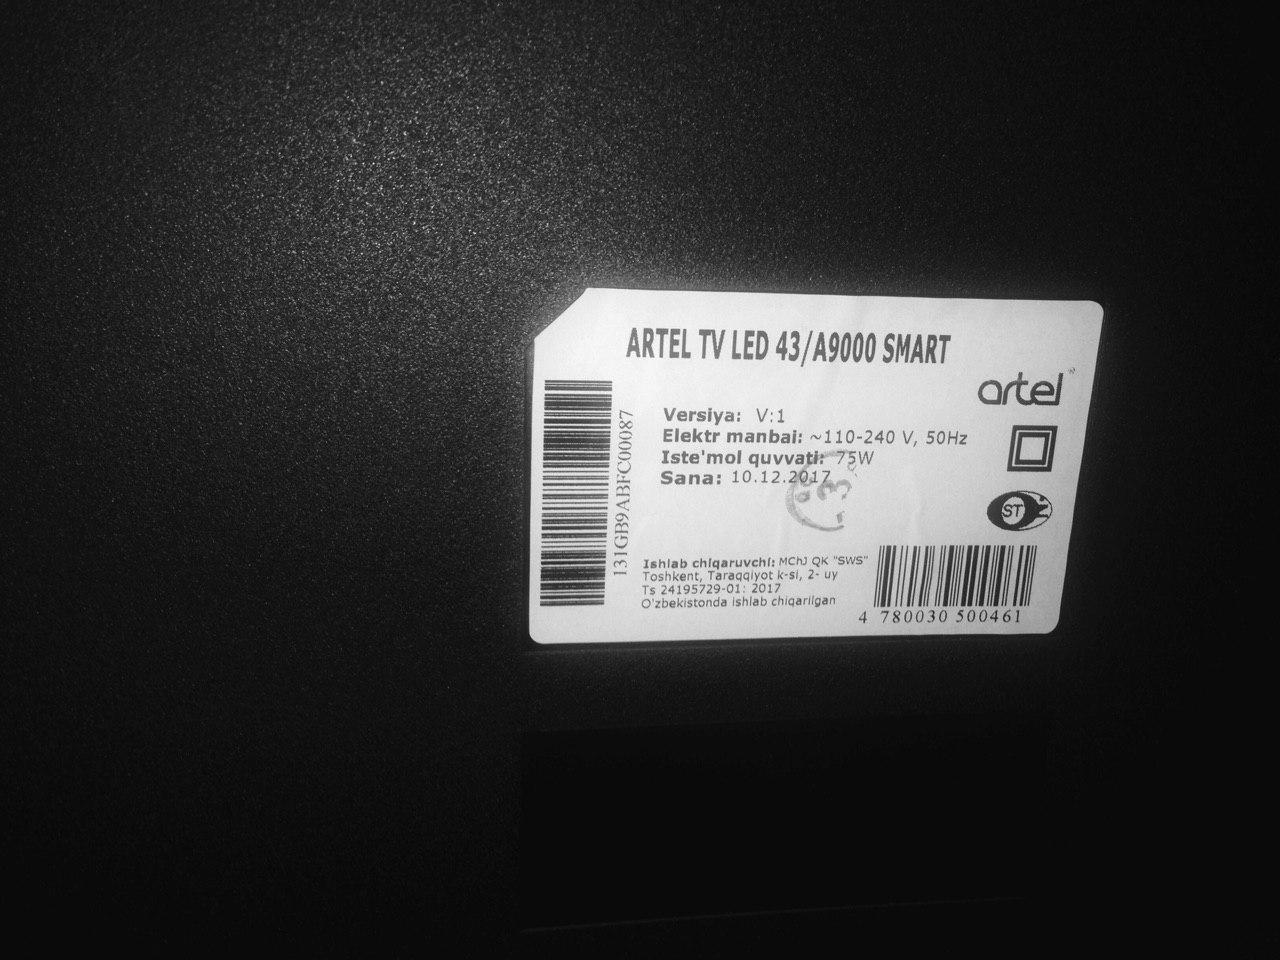 ARTEL TV LED 43/A9000 SMART
artel®
131GB9ABFC00087
Versiya: V:1
Elektr manbai: ~110-240 V, 50Hz
Iste'mol quvvati: 75W
Sana: 10.12.2017
3
ST
Ishlab chiqaruvchi: MChJ QK "SWS"
Toshkent, Taraqqiyot k-si, 2- uy
Ts 24195729-01: 2017
O'zbekistonda ishlab chiqarilgan
4 780030 500461